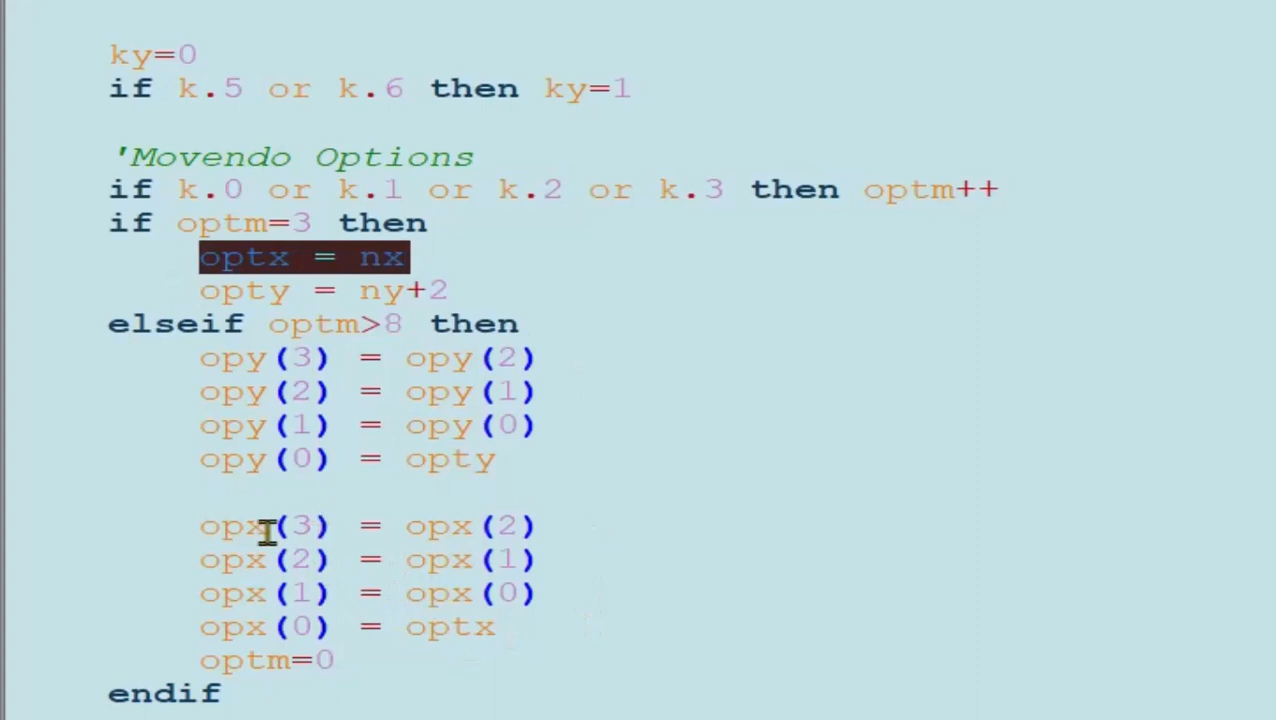 ky=0
if k.5 or k.6 then ky=1
'Movendo Options
if k.0 or k.1 or k.2 or k.3 then optm++
if optm=3 then
optx = nx
opty = ny+2
elseif optm>8 then
opy(3) = opy(2)
opy(2) = opy(1)
opy(1) = opy(0)
opy(0) = opty
opx(3) = opx(2)
opx(2) = opx(1)
opx(1) = opx(0)
opx(0) = optx
optm=0
endif